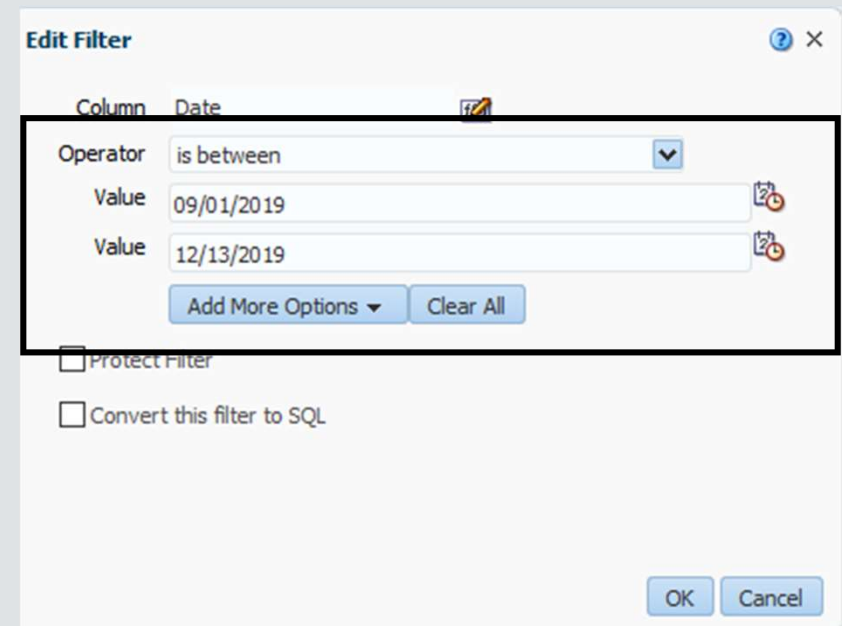 Edit Filter
Column Date
Operator is between
Value 09/01/2019
Value 12/13/2019
Add More Options Clear All
Protect Filter
Convert this filter to SQL
OK Cancel